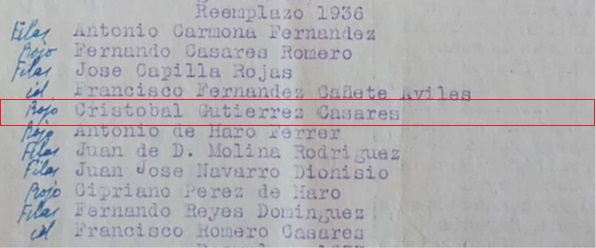 Reemplazo 1936
Filas Antonio Carmona Fernandez
Rojo Fernando Casares Romero
Filas Jose Capilla Rojas
id Francisco Fernandez Cañete Aviles
Rojo Cristobal Gutierrez Casares
Rojo Antonio de Haro Ferrer
Filas Juan de D. Molina Rodriguez
Filas Juan Jose Navarro Dionisio
Rojo Cipriano Perez de Haro
Filas Fernando Reyes Dominguez
id Francisco Romero Casares